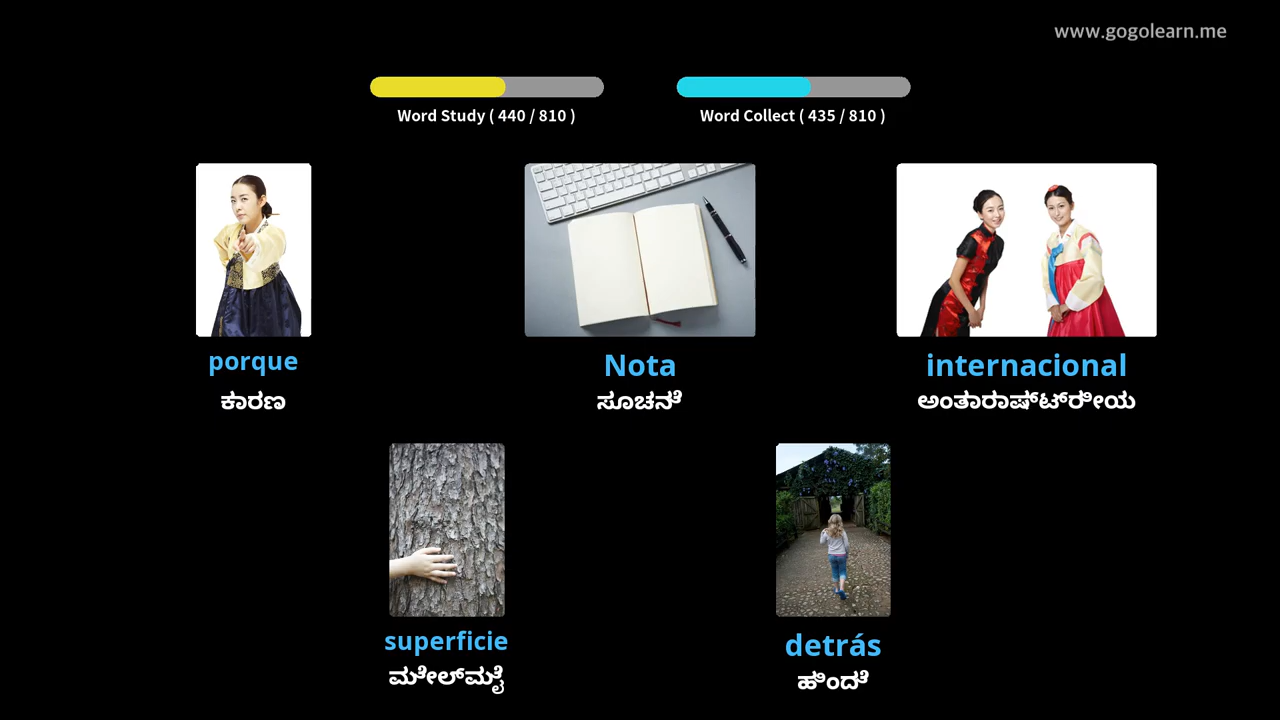 www.gogolearn.me
Word Study ( 440 / 810 )
Word Collect ( 435 / 810 )
porque
ಕಾರಣ
Nota
ಸೂಚನೆ
internacional
ಅಂತಾರಾಷ್ಟ್ರೀಯ
superficie
ಮೇಲ್ಮೈ
detrás
ಹಿಂದೆ